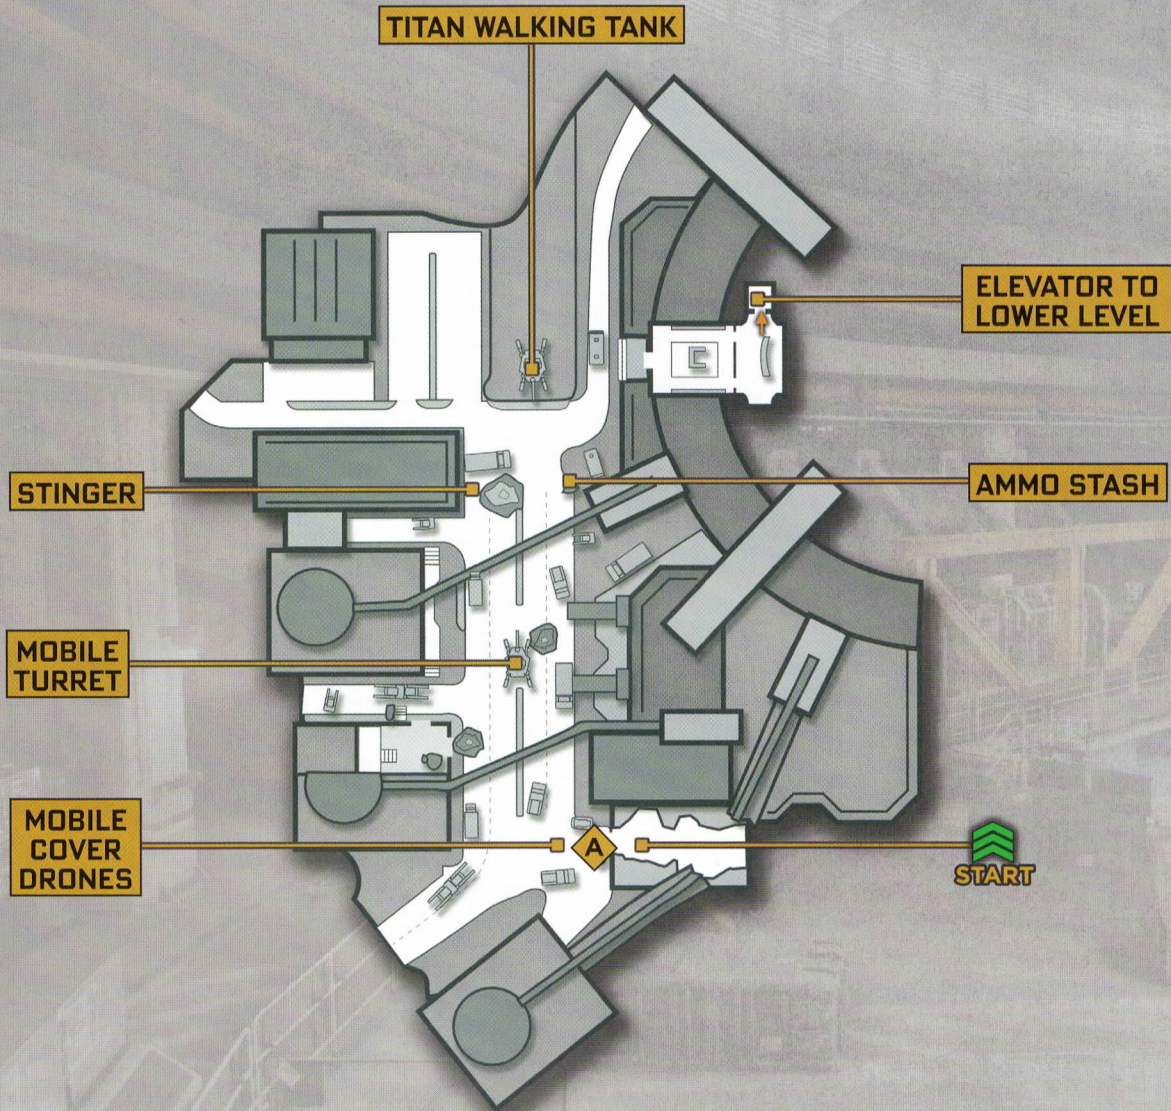 TITAN WALKING TANK
ELEVATOR TO
LOWER LEVEL
STINGER
AMMO STASH
MOBILE
TURRET
MOBILE
COVER
DRONES
A
START